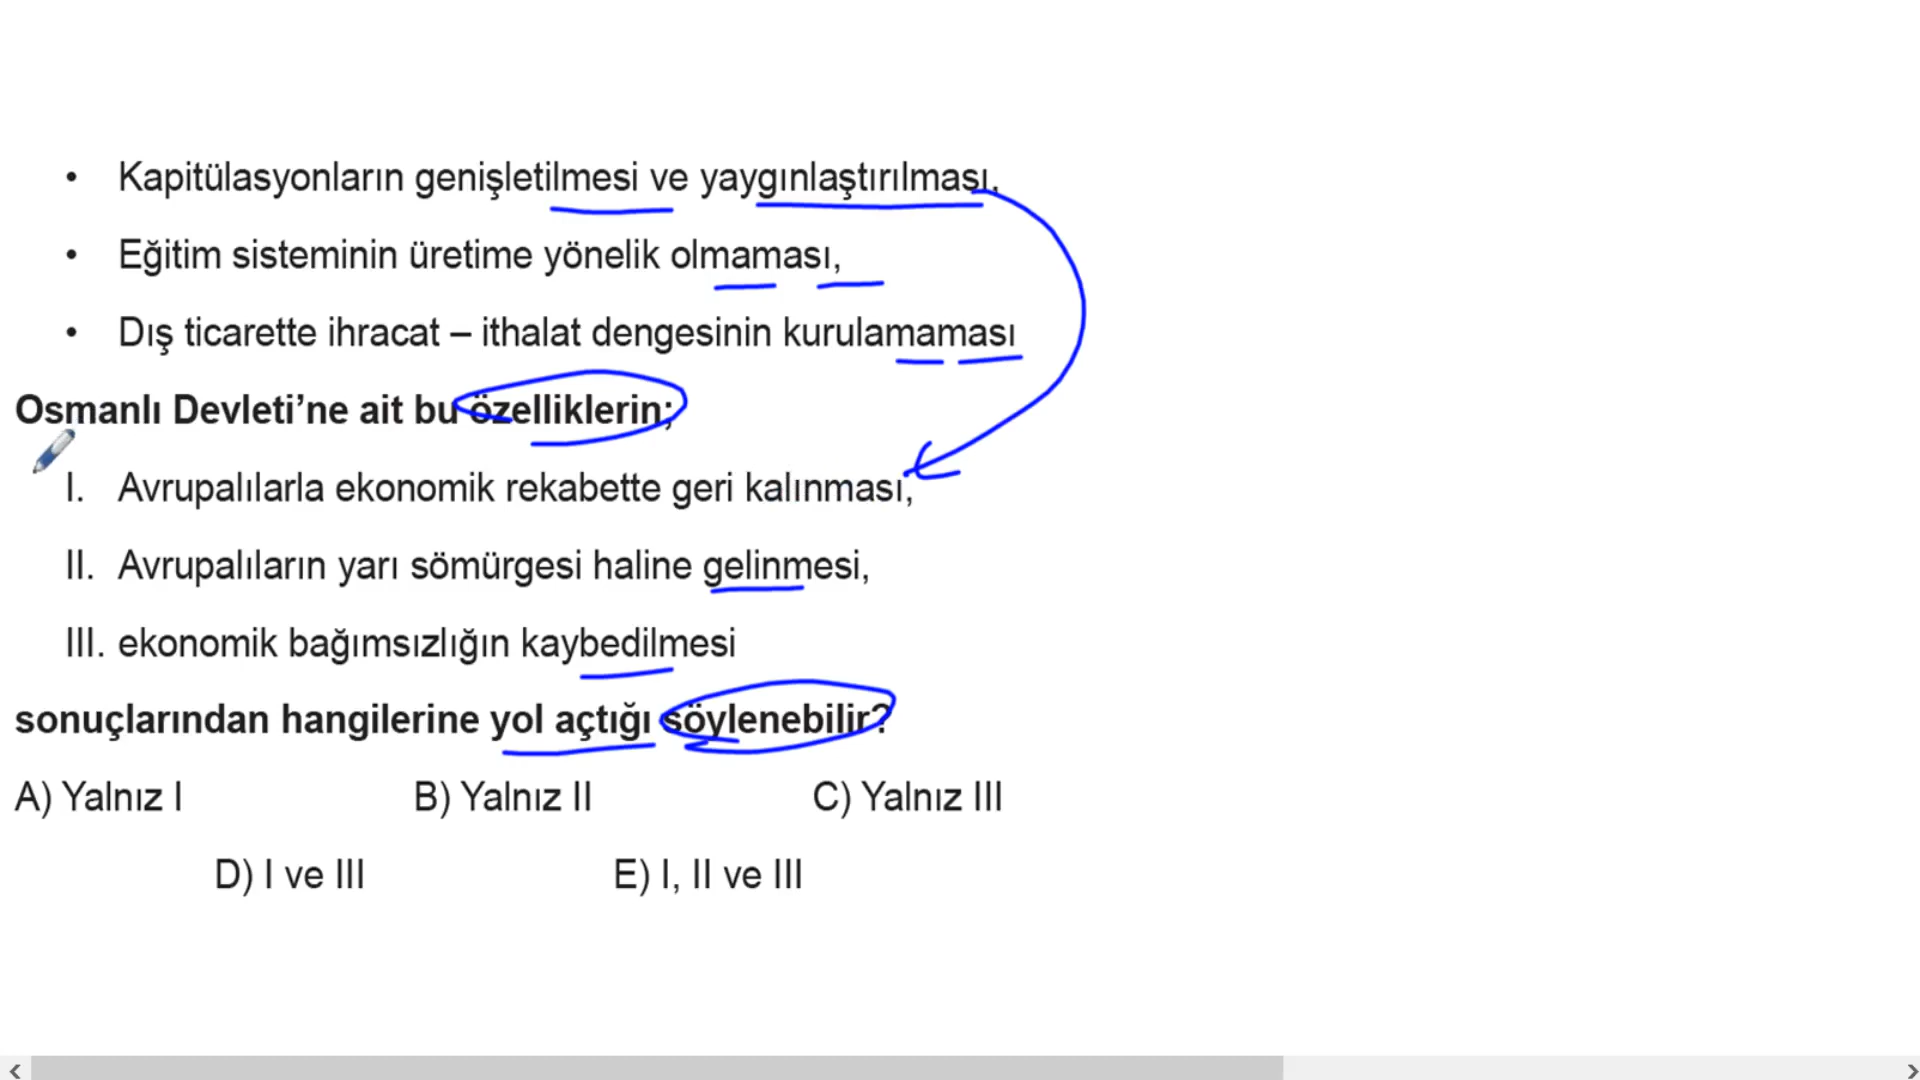 • Kapitülasyonların genişletilmesi ve yaygınlaştırılması,
• Eğitim sisteminin üretime yönelik olmaması,
• Dış ticarette ihracat – ithalat dengesinin kurulamaması
Osmanlı Devleti’ne ait bu özelliklerin;
I. Avrupalılarla ekonomik rekabette geri kalınması,
II. Avrupalıların yarı sömürgesi haline gelinmesi,
III. ekonomik bağımsızlığın kaybedilmesi
sonuçlarından hangilerine yol açtığı söylenebilir?
A) Yalnız I B) Yalnız II C) Yalnız III
D) I ve III E) I, II ve III